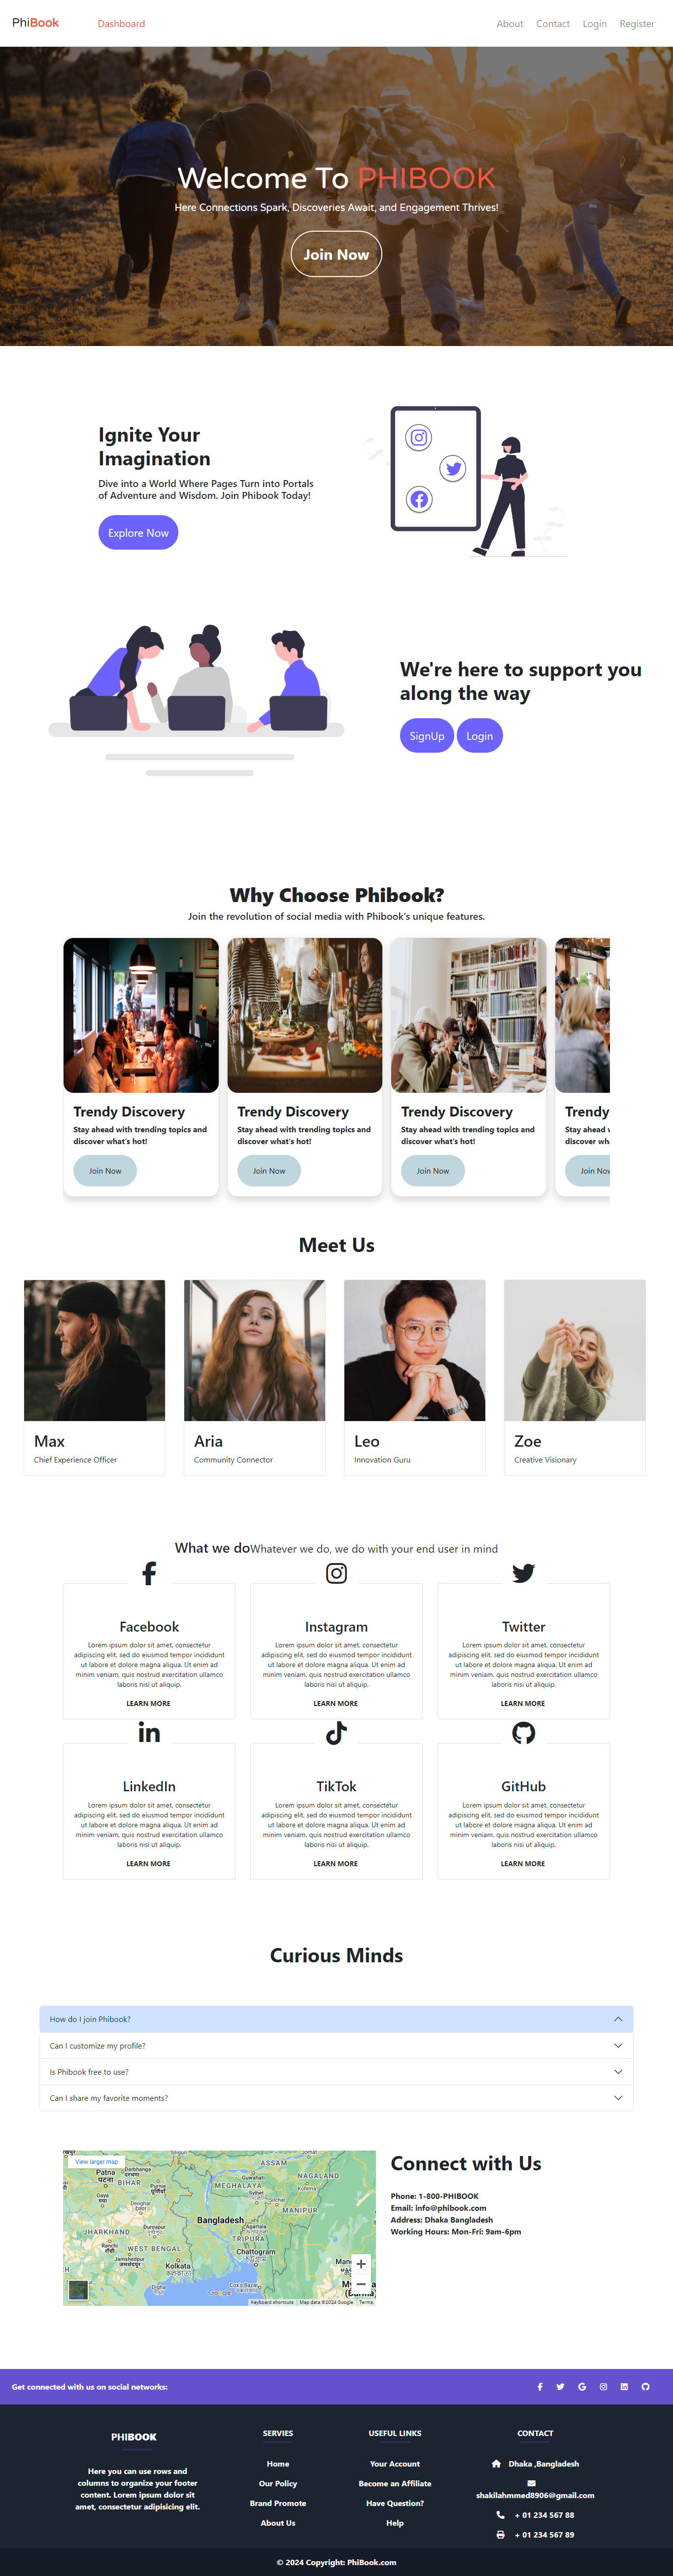 PhiBook
Dashboard
About
Contact
Login
Register
Welcome To PHIBOOK
Here Connections Spark, Discoveries Await, and Engagement Thrives!
Join Now
Ignite Your
Imagination
Dive into a World Where Pages Turn into Portals
of Adventure and Wisdom. Join Phibook Today!
Explore Now
We're here to support you
along the way
SignUp
Login
Why Choose Phibook?
Join the revolution of social media with Phibook's unique features.
Trendy Discovery
Stay ahead with trending topics and
discover what's hot!
Join Now
Trendy Discovery
Stay ahead with trending topics and
discover what's hot!
Join Now
Trendy Discovery
Stay ahead with trending topics and
discover what's hot!
Join Now
Trendy
Stay ahead
discover
Join
Meet Us
Max
Chief Experience Officer
Aria
Community Connector
Leo
Innovation Guru
Zoe
Creative Visionary
What we doWhatever we do, we do with your end user in mind
Facebook
Lorem ipsum dolor sit amet, consectetur
adipiscing elit, sed do eiusmod tempor incididunt
ut labore et dolore magna aliqua. Ut enim ad
minim veniam, quis nostrud exercitation ullamco
laboris nisi ut aliquip.
LEARN MORE
Instagram
Lorem ipsum dolor sit amet, consectetur
adipiscing elit, sed do eiusmod tempor incididunt
ut labore et dolore magna aliqua. Ut enim ad
minim veniam, quis nostrud exercitation ullamco
laboris nisi ut aliquip.
LEARN MORE
Twitter
Lorem ipsum dolor sit amet, consectetur
adipiscing elit, sed do eiusmod tempor incididunt
ut labore et dolore magna aliqua. Ut enim ad
minim veniam, quis nostrud exercitation ullamco
laboris nisi ut aliquip.
LEARN MORE
LinkedIn
Lorem ipsum dolor sit amet, consectetur
adipiscing elit, sed do eiusmod tempor incididunt
ut labore et dolore magna aliqua. Ut enim ad
minim veniam, quis nostrud exercitation ullamco
laboris nisi ut aliquip.
LEARN MORE
TikTok
Lorem ipsum dolor sit amet, consectetur
adipiscing elit, sed do eiusmod tempor incididunt
ut labore et dolore magna aliqua. Ut enim ad
minim veniam, quis nostrud exercitation ullamco
laboris nisi ut aliquip.
LEARN MORE
GitHub
Lorem ipsum dolor sit amet, consectetur
adipiscing elit, sed do eiusmod tempor incididunt
ut labore et dolore magna aliqua. Ut enim ad
minim veniam, quis nostrud exercitation ullamco
laboris nisi ut aliquip.
LEARN MORE
Curious Minds
How do I join Phibook?
Can I customize my profile?
Is Phibook free to use?
Can I share my favorite moments?
View larger map
Siliguri
ASSAM
Patna
पटना
Darbhanga
BIHAR
Purnia
NAGALAND
Kohima
MEGHALAYA
Gaya
Deoghar
Silchar
MANIPUR
Bangladesh
JHARKHAND
Durgapur
Agartala
TRIPURA
Ranchi
WEST BENGAL
Chattogram
Jamshedpur
Kolkata
কলকাতা
Digha
Cox's Bazar
Google
Keyboard shortcuts
Map data ©2024 Google
Terms
Connect with Us
Phone: 1-800-PHIBOOK
Email: info@phibook.com
Address: Dhaka Bangladesh
Working Hours: Mon-Fri: 9am-6pm
Get connected with us on social networks:
PHIBOOK
Here you can use rows and
columns to organize your footer
content. Lorem ipsum dolor sit
amet, consectetur adipisicing elit.
SERVIES
Home
Our Policy
Brand Promote
About Us
USEFUL LINKS
Your Account
Become an Affiliate
Have Question?
Help
CONTACT
Dhaka ,Bangladesh
shakilahmmed8906@gmail.com
+ 01 234 567 88
+ 01 234 567 89
© 2024 Copyright: PhiBook.com